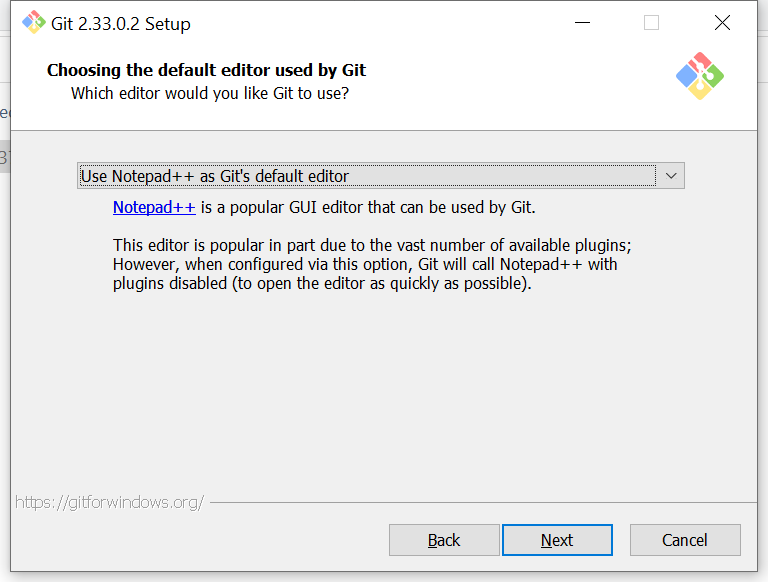 Git 2.33.0.2 Setup
Choosing the default editor used by Git
Which editor would you like Git to use?
Use Notepad++ as Git's default editor
Notepad++ is a popular GUI editor that can be used by Git.
This editor is popular in part due to the vast number of available plugins;
However, when configured via this option, Git will call Notepad++ with
plugins disabled (to open the editor as quickly as possible).
https://gitforwindows.org/
Back
Next
Cancel